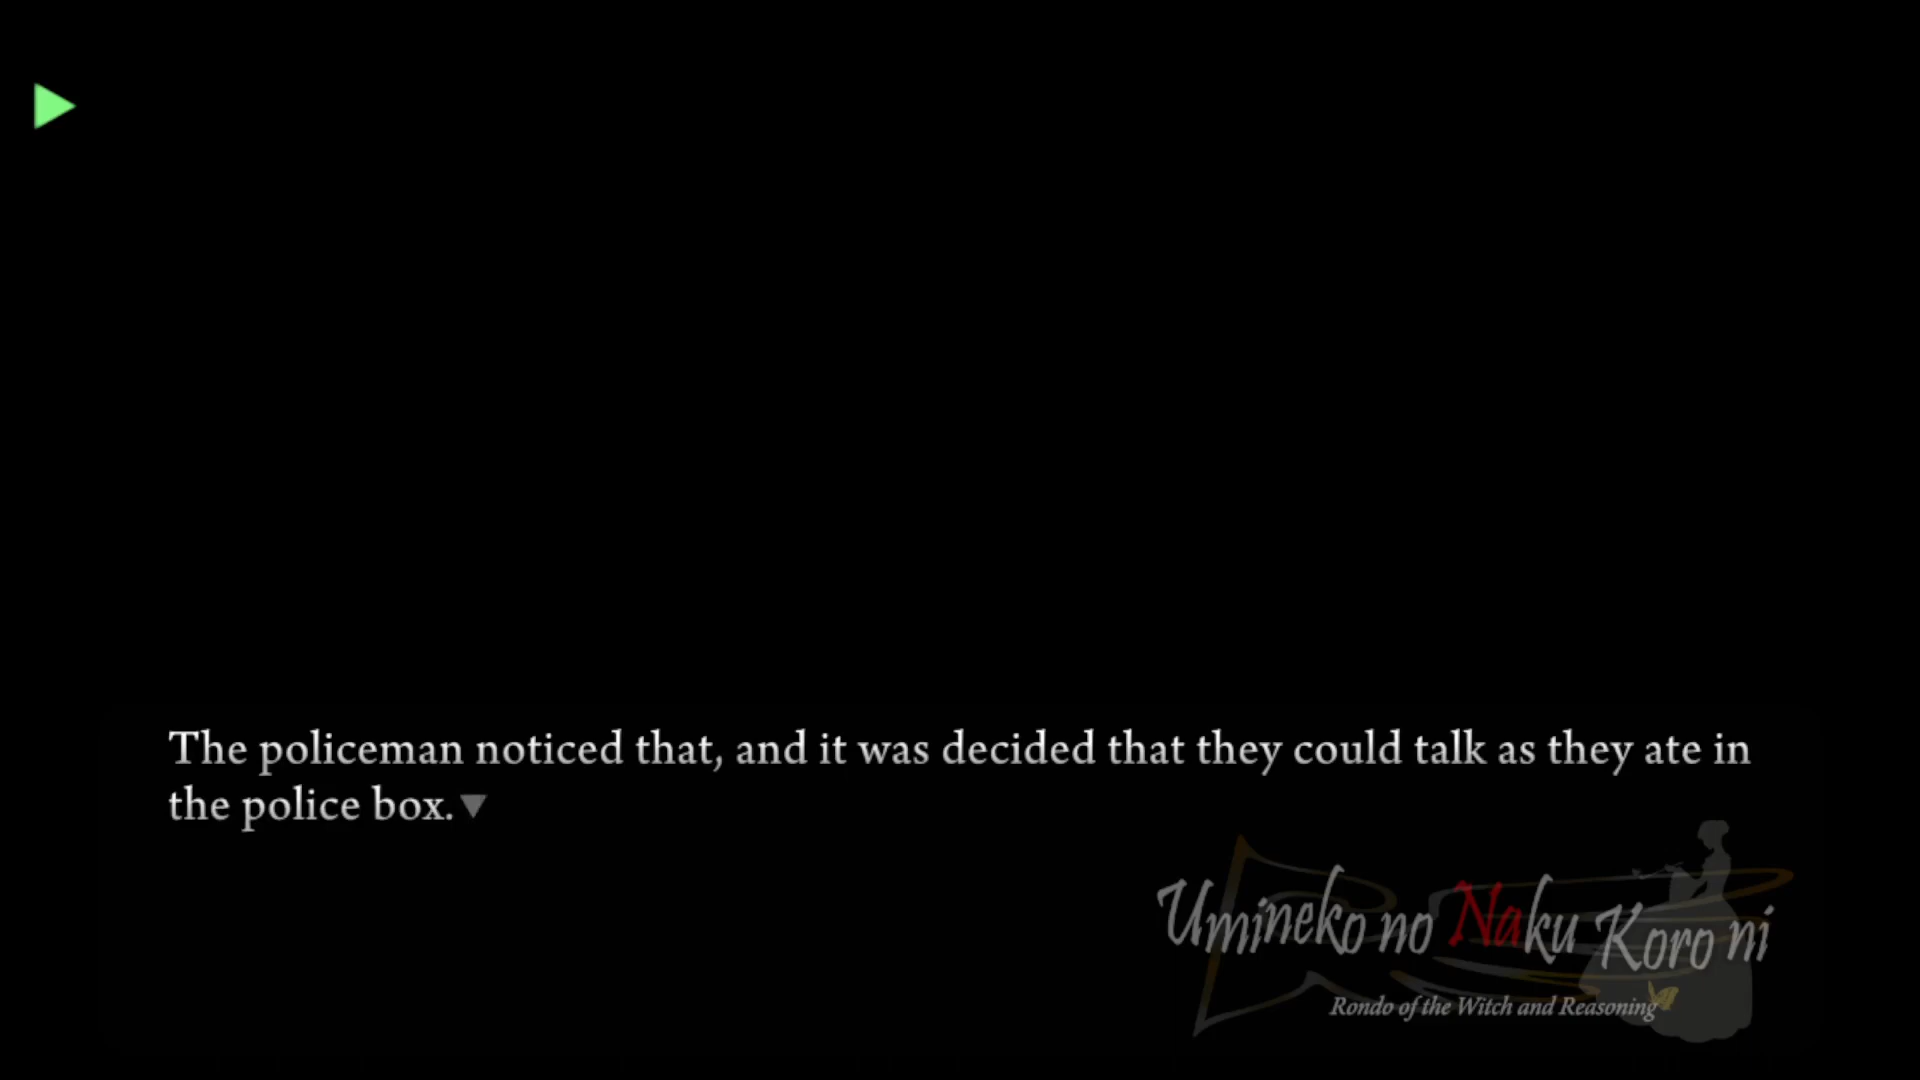 The policeman noticed that, and it was decided that they could talk as they ate in
the police box.
Umineko no Naku Koro ni
Rondo of the Witch and Reasoning